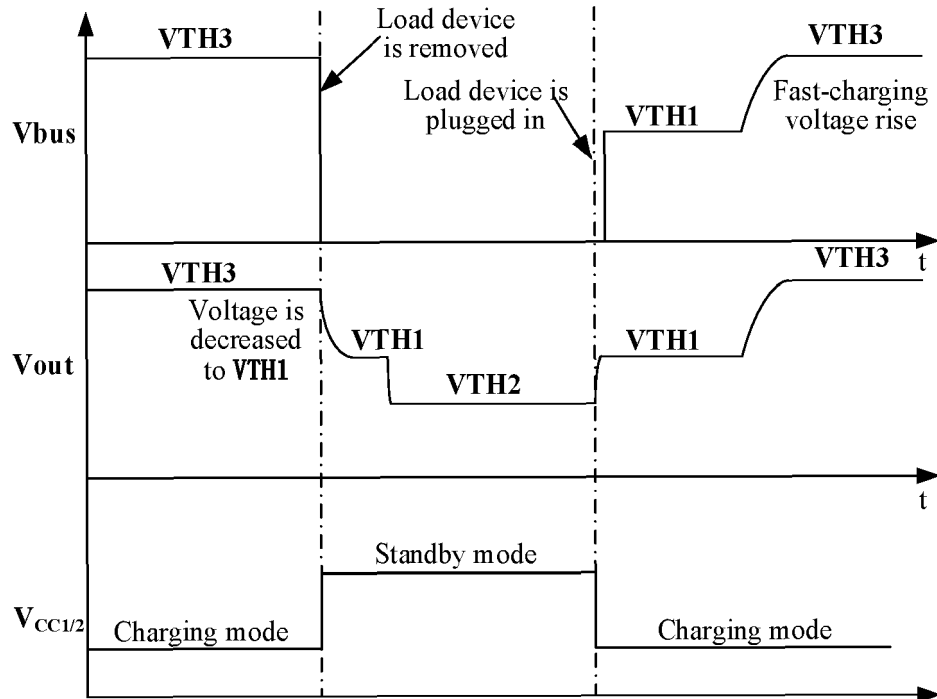 VTH3
Load device
is removed
VTH3
Load device is
plugged in
Vbus
VTH1
Fast-charging
voltage rise
t
VTH3
VTH3
Voltage is
decreased
to VTH1
VTH1
VTH1
Vout
VTH2
t
Standby mode
VCC1/2
Charging mode
Charging mode